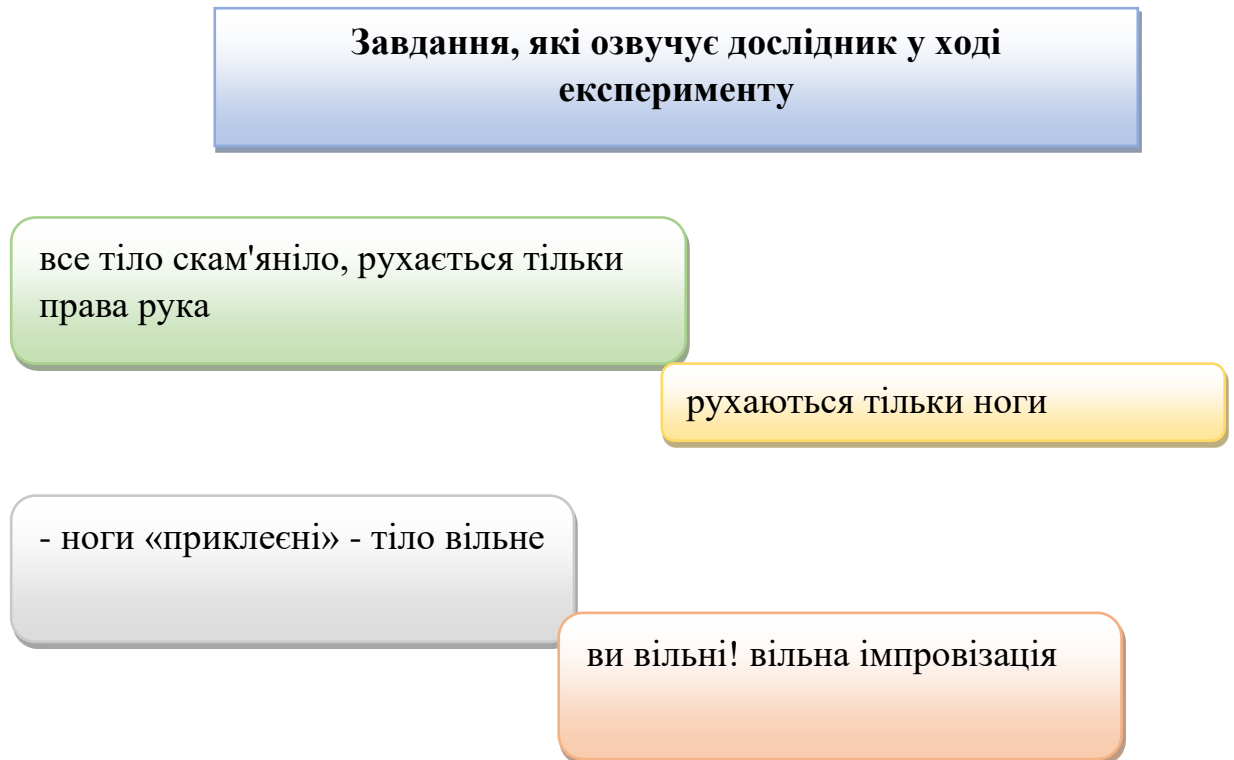 Завдання, які озвучує дослідник у ході
експерименту
все тіло скам'яніло, рухається тільки
права рука
рухаються тільки ноги
- ноги «приклеєні» - тіло вільне
ви вільні! вільна імпровізація